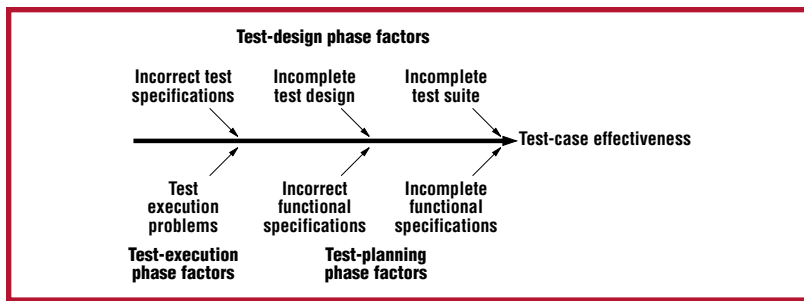 Test-design phase factors
Incorrect test
specifications
Incomplete
test design
Incomplete
test suite
Test-case effectiveness
Test
execution
problems
Incorrect
functional
specifications
Incomplete
functional
specifications
Test-execution
phase factors
Test-planning
phase factors